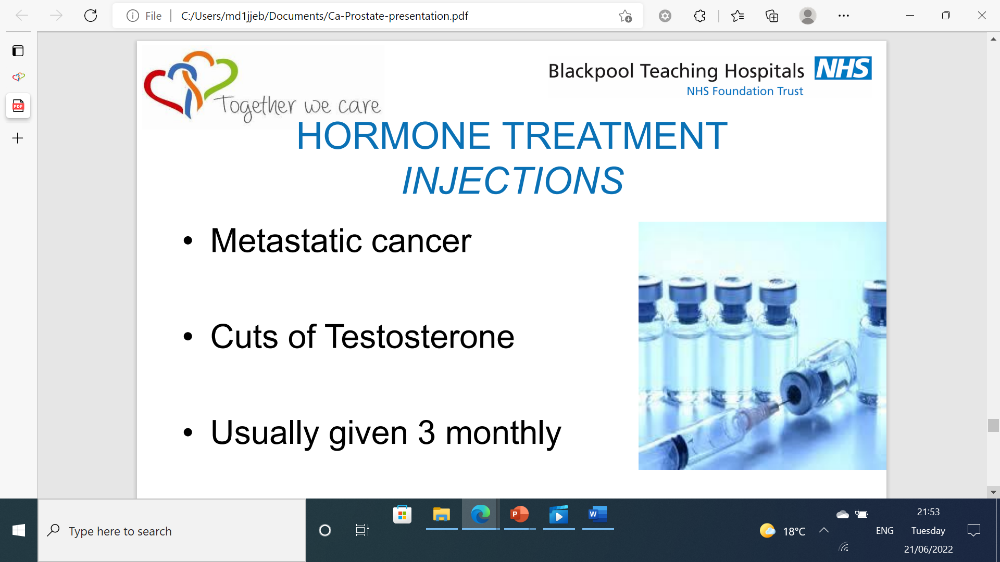 File
C:/Users/md1jjeb/Documents/Ca-Prostate-presentation.pdf
PDF
Together we care
Blackpool Teaching Hospitals NHS
NHS Foundation Trust
HORMONE TREATMENT
INJECTIONS
• Metastatic cancer
• Cuts of Testosterone
• Usually given 3 monthly
Type here to search
P
W
18°C
ENG
21:53
Tuesday
21/06/2022